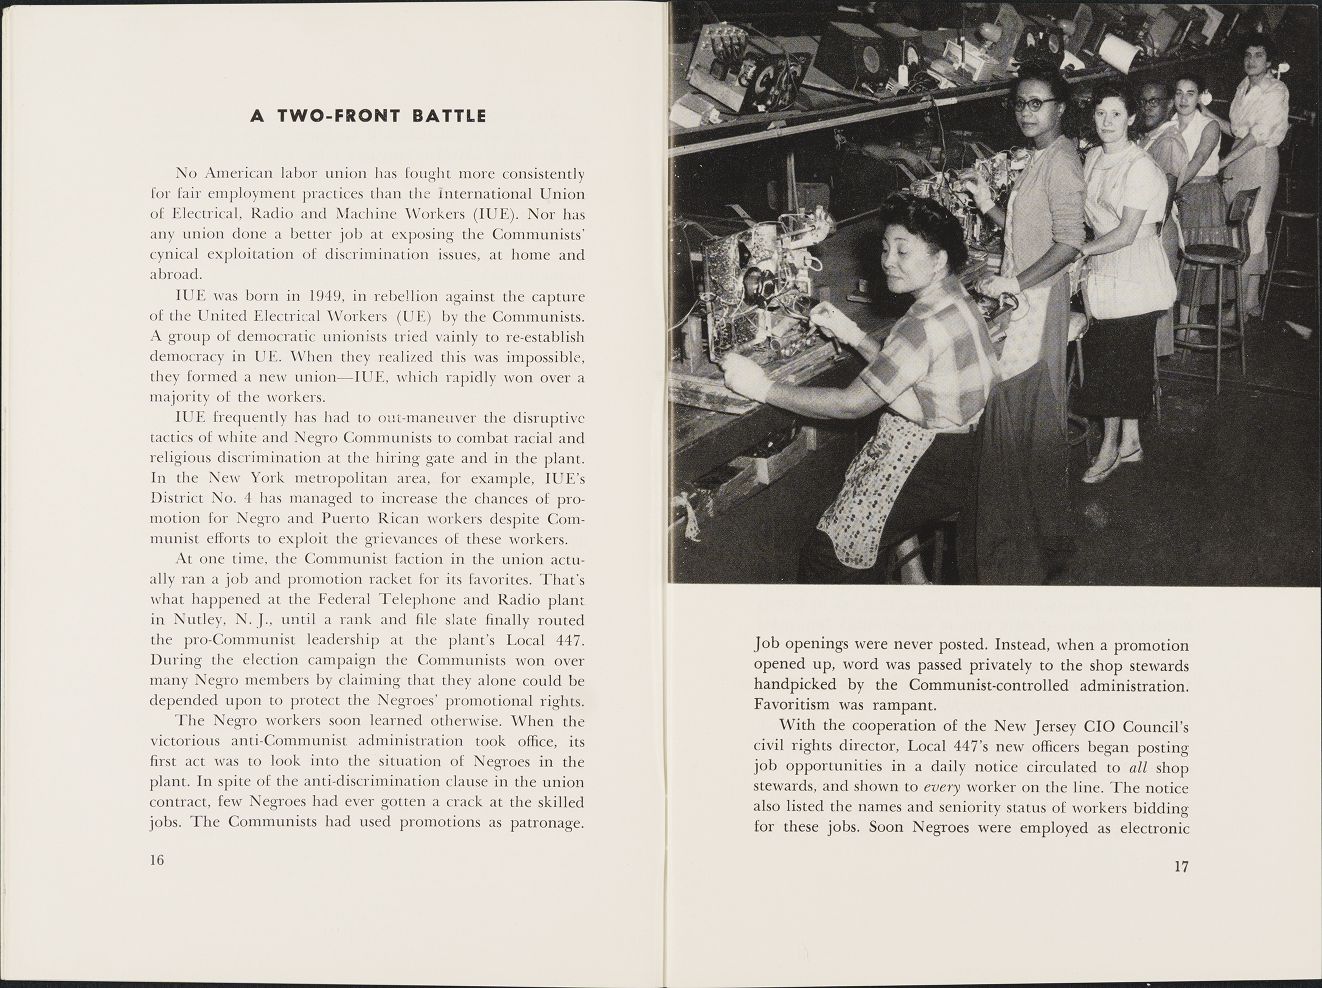 A TWO-FRONT BATTLE
No American labor union has fought more consistently
for fair employment practices than the International Union
of Electrical, Radio and Machine Workers (IUE). Nor has
any union done a better job at exposing the Communists'
cynical exploitation of discrimination issues, at home and
abroad.
IUE was born in 1949, in rebellion against the capture
of the United Electrical Workers (UE) by the Communists.
A group of democratic unionists tried vainly to re-establish
democracy in UE. When they realized this was impossible,
they formed a new union—IUE, which rapidly won over a
majority of the workers.
IUE frequently has had to out-maneuver the disruptive
tactics of white and Negro Communists to combat racial and
religious discrimination at the hiring gate and in the plant.
In the New York metropolitan area, for example, IUE's
District No. 4 has managed to increase the chances of pro-
motion for Negro and Puerto Rican workers despite Com-
munist efforts to exploit the grievances of these workers.
At one time, the Communist faction in the union actu-
ally ran a job and promotion racket for its favorites. That's
what happened at the Federal Telephone and Radio plant
in Nutley, N. J., until a rank and file slate finally routed
the pro-Communist leadership at the plant's Local 447.
During the election campaign the Communists won over
many Negro members by claiming that they alone could be
depended upon to protect the Negroes' promotional rights.
The Negro workers soon learned otherwise. When the
victorious anti-Communist administration took office, its
first act was to look into the situation of Negroes in the
plant. In spite of the anti-discrimination clause in the union
contract, few Negroes had ever gotten a crack at the skilled
jobs. The Communists had used promotions as patronage.
16
Job openings were never posted. Instead, when a promotion
opened up, word was passed privately to the shop stewards
handpicked by the Communist-controlled administration.
Favoritism was rampant.
With the cooperation of the New Jersey CIO Council's
civil rights director, Local 447's new officers began posting
job opportunities in a daily notice circulated to all shop
stewards, and shown to every worker on the line. The notice
also listed the names and seniority status of workers bidding
for these jobs. Soon Negroes were employed as electronic
17